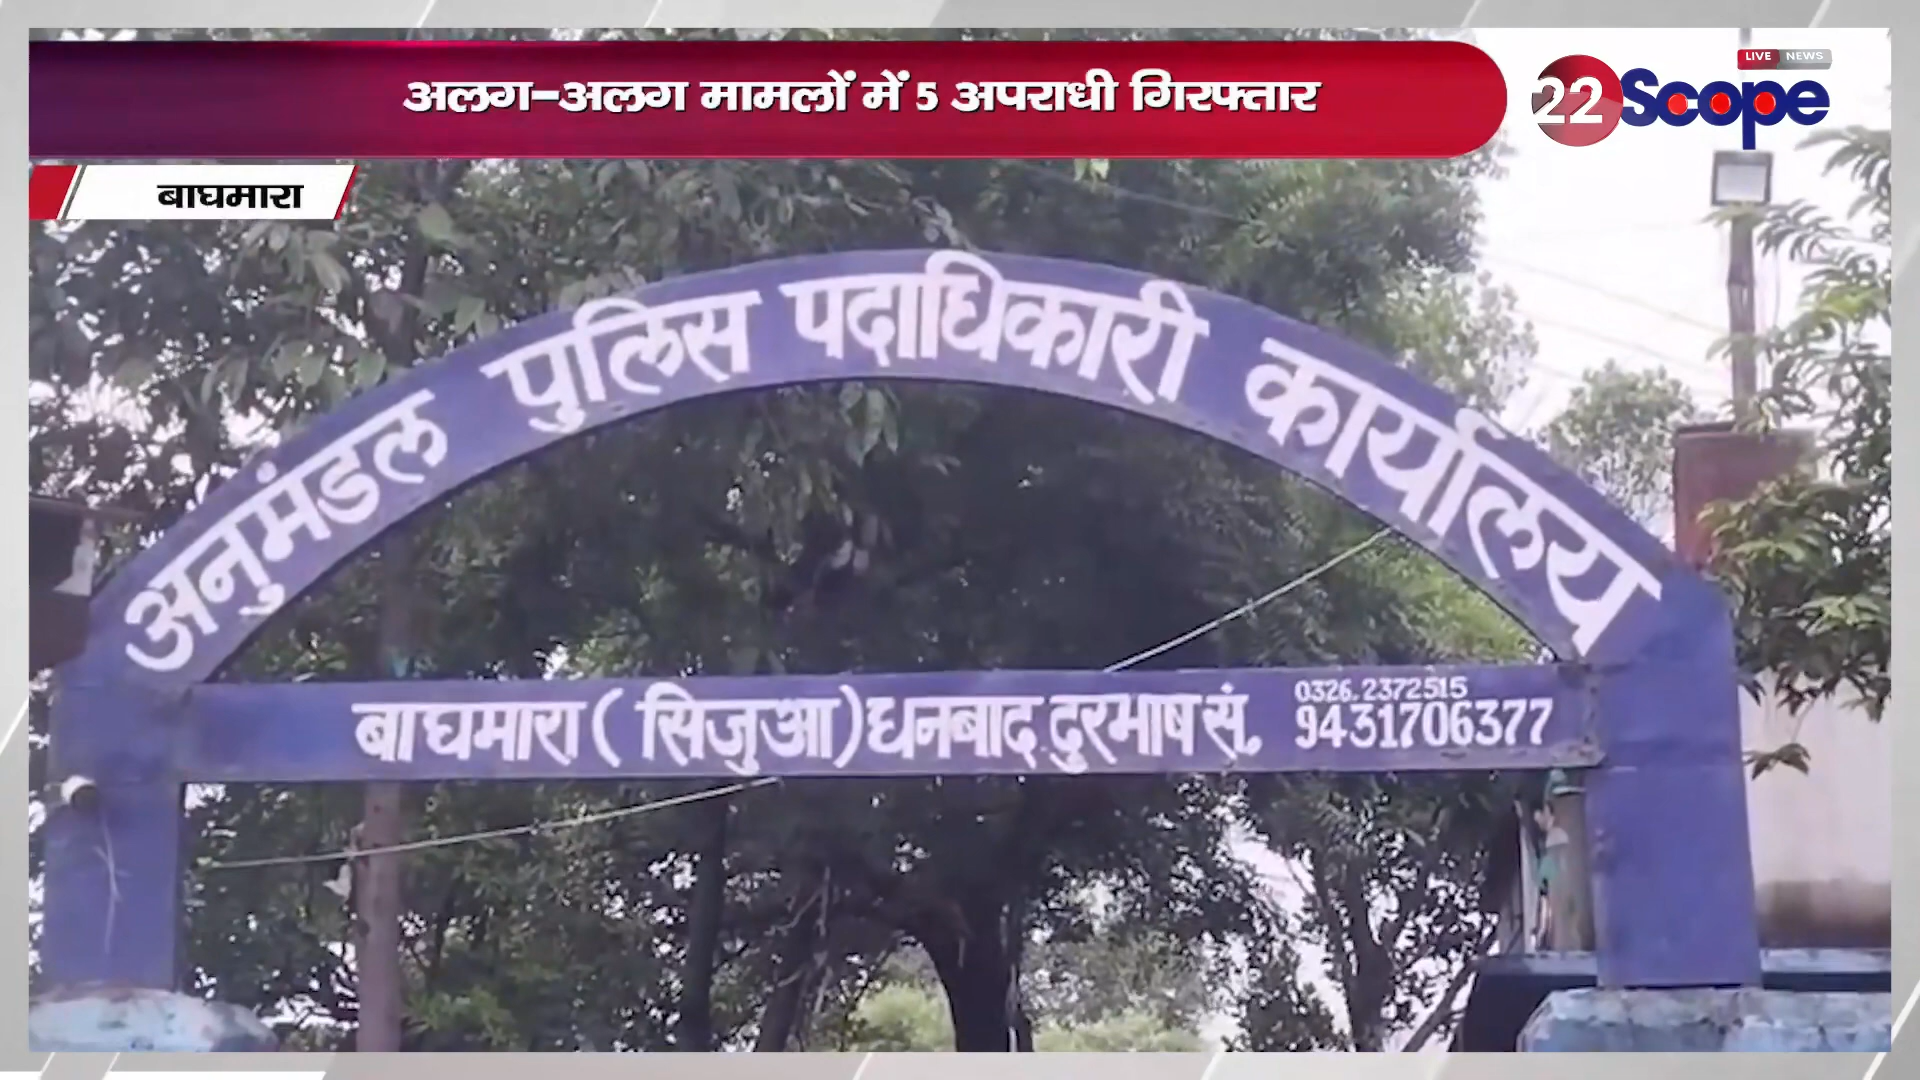 अलग-अलग मामलों में 5 अपराधी गिरफ्तार
LIVE NEWS
22Scope
बाघमारा
अनुमंडल पुलिस पदाधिकारी कार्यालय
बाघमारा ( सिजुआ ) धनबाद दुरभाष सं.
0326.2372515
9431706377